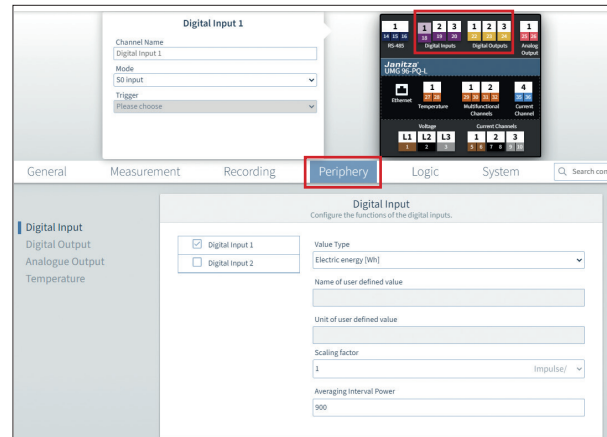 Digital Input 1
Channel Name
Digital Input 1
Mode
S0 input
Trigger
Please choose
1 1 2 3 1 2 3 1
14 15 16 18 19 20 22 23 24 25 26
RS-485 Digital Inputs Digital Outputs Analog Output
Janitza
UMG 96-PQ-L
1 1 2 4
27 28 29 30 31 32 35 36
Ethernet Temperature Multifunctional Channels Current Channel
Voltage Current Channels
L1 L2 L3 1 2 3
1 2 3 5 6 7 8 9 10
General Measurement Recording Periphery Logic System Search con
Digital Input
Configure the functions of the digital inputs.
Digital Input
Digital Output
Analogue Output
Temperature
Digital Input 1
Digital Input 2
Value Type
Electric energy [Wh]
Name of user defined value
Unit of user defined value
Scaling factor
1 Impulse/
Averaging Interval Power
900